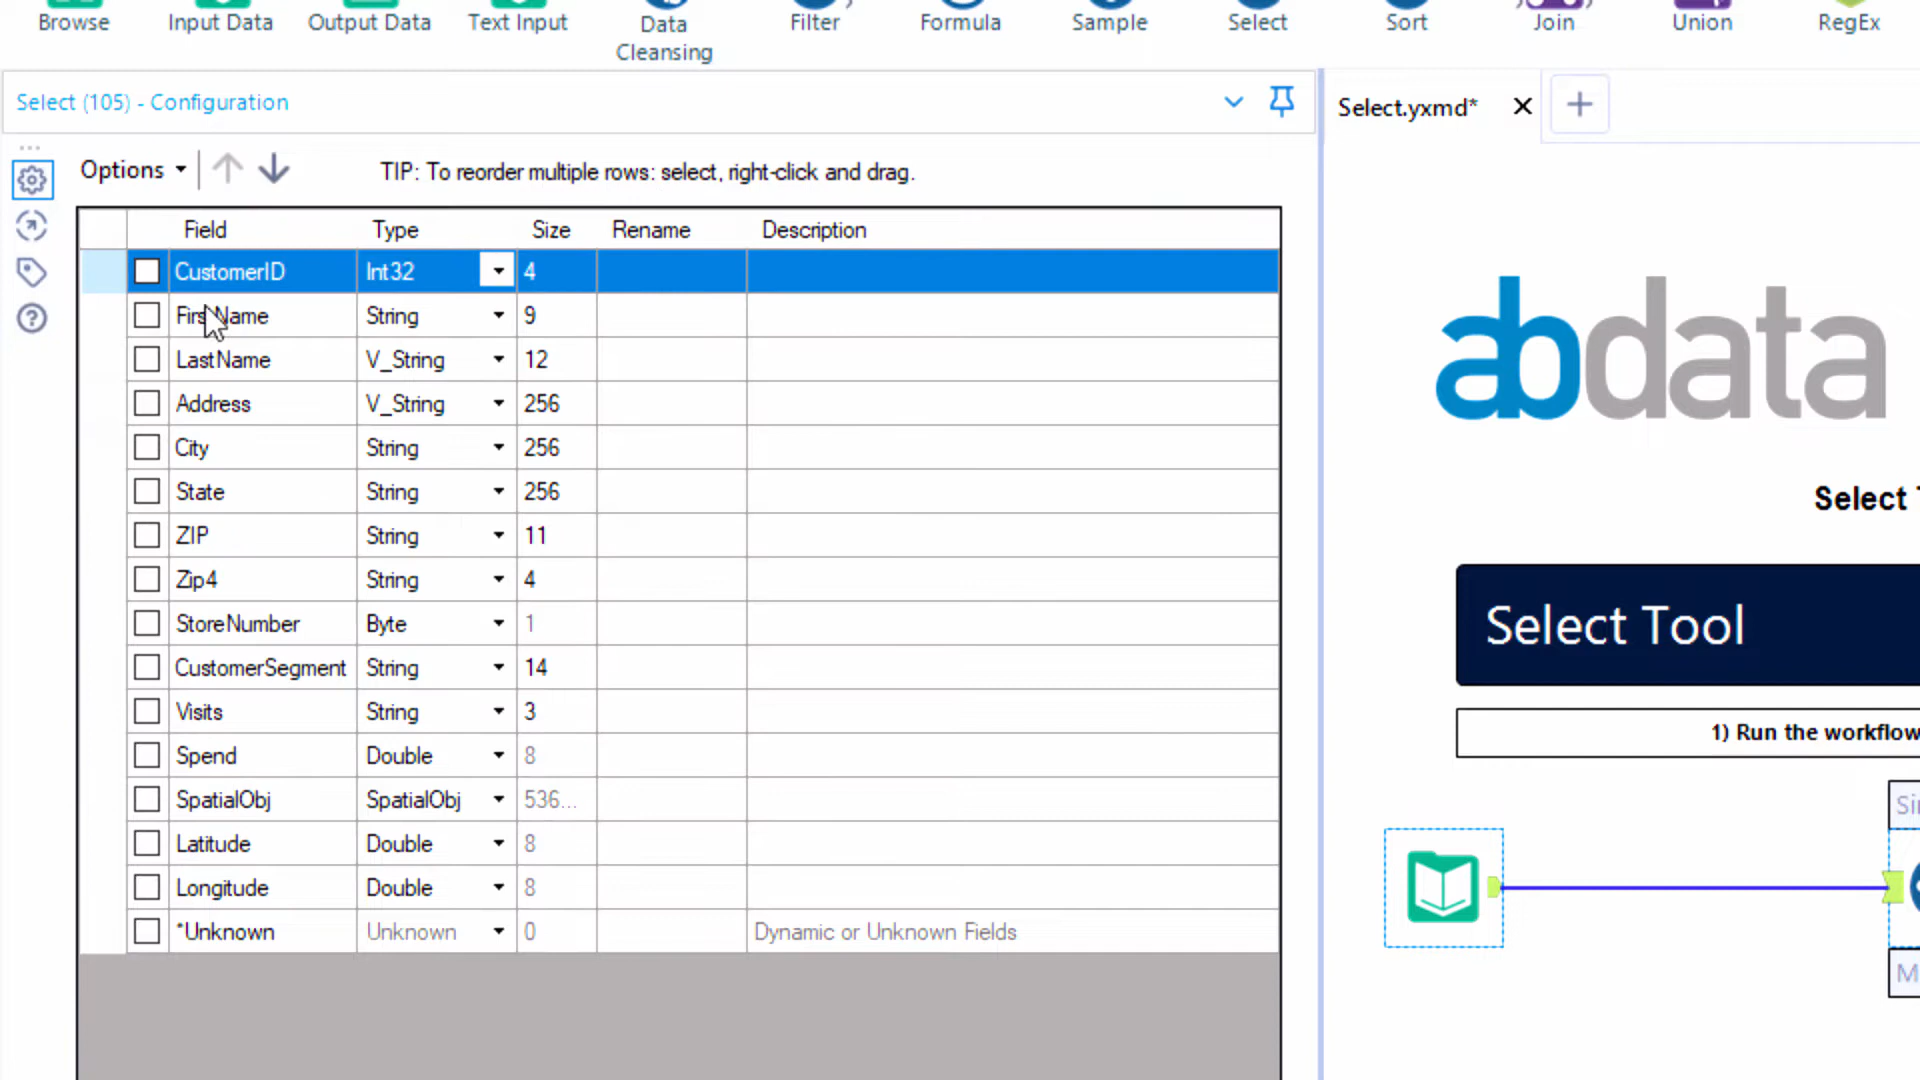 Browse
Input Data
Output Data
Text Input
Data
Cleansing
Filter
Formula
Sample
Select
Sort
Join
Union
RegEx
Select (105) - Configuration
Select.yxmd*
Options
TIP: To reorder multiple rows: select, right-click and drag.
Field Type Size Rename Description
CustomerID Int32 4
FirstName String 9
LastName V_String 12
Address V_String 256
City String 256
State String 256
ZIP String 11
Zip4 String 4
StoreNumber Byte 1
CustomerSegment String 14
Visits String 3
Spend Double 8
SpatialObj SpatialObj 536...
Latitude Double 8
Longitude Double 8
*Unknown Unknown 0 Dynamic or Unknown Fields
abdata
Select
Select Tool
1) Run the workflow